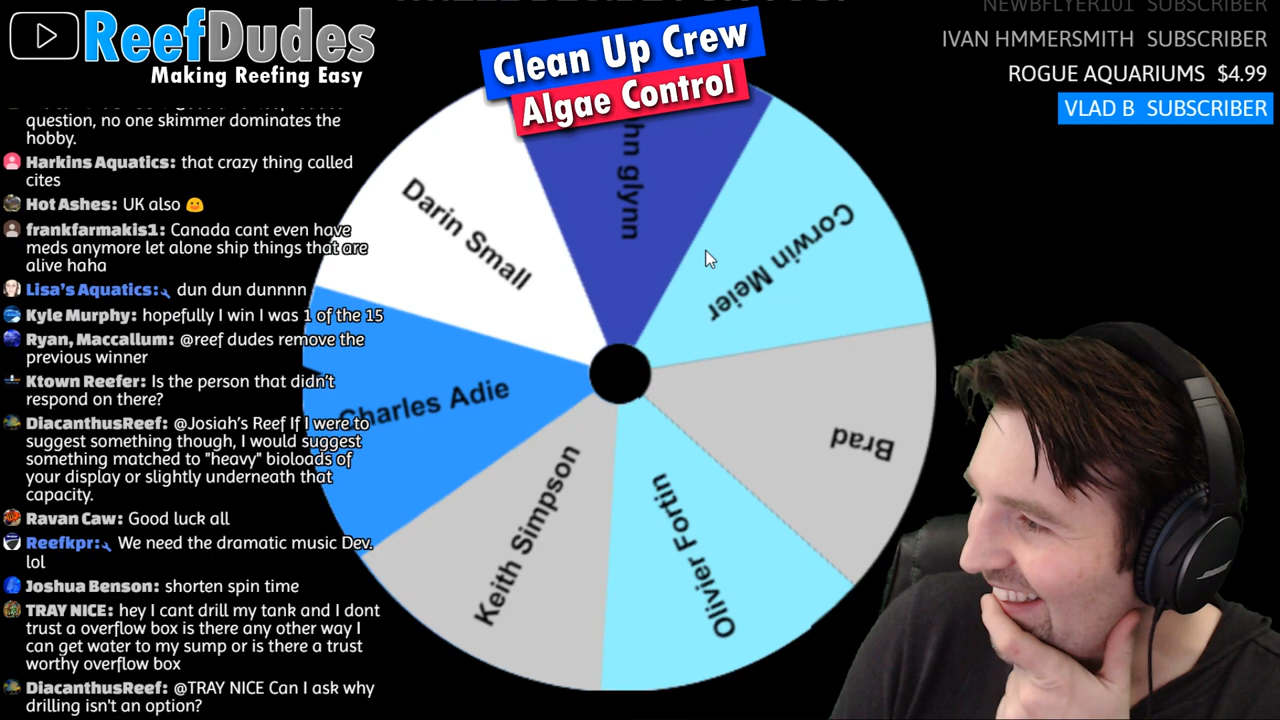 NEWBFLYER101 SUBSCRIBER
IVAN HMMERSMITH SUBSCRIBER
ROGUE AQUARIUMS $4.99
VLAD B SUBSCRIBER
ReefDudes
Making Reefing Easy
Clean Up Crew
Algae Control
question, no one skimmer dominates the
hobby.
Harkins Aquatics: that crazy thing called
cites
Hot Ashes: UK also 😀
frankfarmakis1: Canada cant even have
meds anymore let alone ship things that are
alive haha
Lisa's Aquatics: dun dun dunnnn
Kyle Murphy: hopefully I win I was 1 of the 15
Ryan, Maccallum: @reef dudes remove the
previous winner
Ktown Reefer: Is the person that didn't
respond on there?
DiacanthusReef: @Josiah's Reef If I were to
suggest something though, I would suggest
something matched to "heavy" bioloads of
your display or slightly underneath that
capacity.
Ravan Caw: Good luck all
Reefkpr: We need the dramatic music Dev.
lol
Joshua Benson: shorten spin time
TRAY NICE: hey I cant drill my tank and I dont
trust a overflow box is there any other way I
can get water to my sump or is there a trust
worthy overflow box
DiacanthusReef: @TRAY NICE Can I ask why
drilling isn't an option?
Darin Small
hn glynn
Corwin Meier
Brad
Olivier Fortin
Keith Simpson
Charles Adie
BOSE